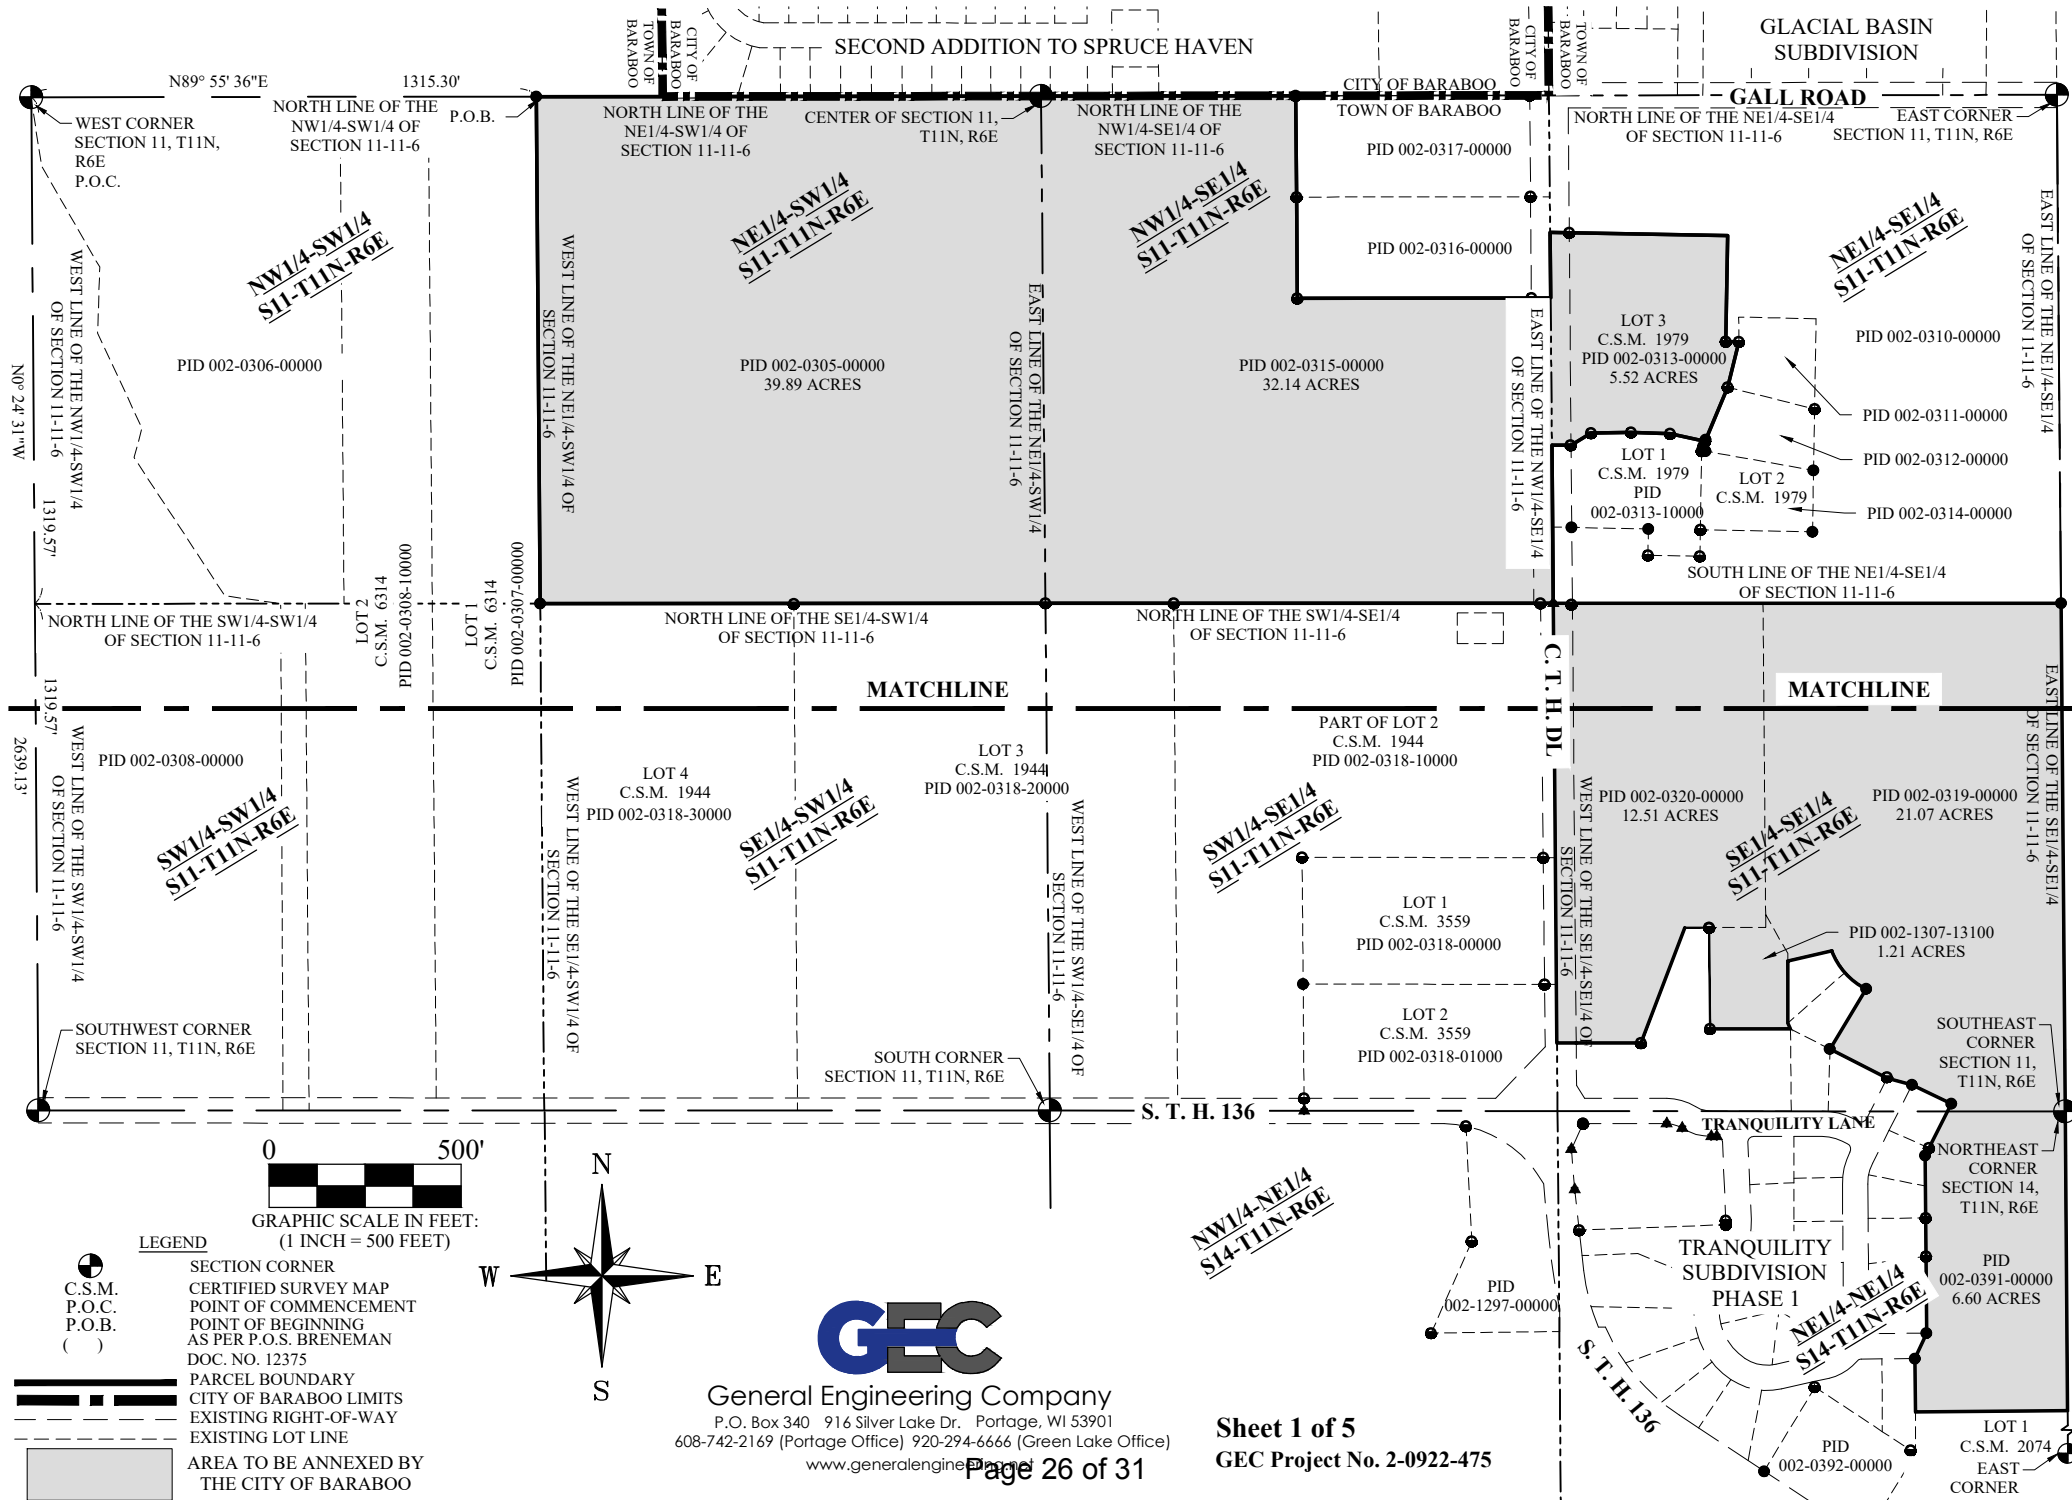 SECOND ADDITION TO SPRUCE HAVEN
GLACIAL BASIN
SUBDIVISION
CITY OF
BARABOO
TOWN OF
BARABOO
CITY OF
BARABOO
TOWN OF
BARABOO
N89° 55' 36"E
1315.30'
P.O.B.
CITY OF BARABOO
TOWN OF BARABOO
GALL ROAD
WEST CORNER
SECTION 11, T11N,
R6E
P.O.C.
NORTH LINE OF THE
NW1/4-SW1/4 OF
SECTION 11-11-6
NORTH LINE OF THE
NE1/4-SW1/4 OF
SECTION 11-11-6
CENTER OF SECTION 11,
T11N, R6E
NORTH LINE OF THE
NW1/4-SE1/4 OF
SECTION 11-11-6
NORTH LINE OF THE NE1/4-SE1/4
OF SECTION 11-11-6
EAST CORNER
SECTION 11, T11N, R6E
PID 002-0317-00000
PID 002-0316-00000
NW1/4-SW1/4
S11-T11N-R6E
NE1/4-SW1/4
S11-T11N-R6E
NW1/4-SE1/4
S11-T11N-R6E
NE1/4-SE1/4
S11-T11N-R6E
N0° 24' 31"W
1319.57'
WEST LINE OF THE NW1/4-SW1/4
OF SECTION 11-11-6
WEST LINE OF THE NE1/4-SW1/4 OF
SECTION 11-11-6
EAST LINE OF THE NE1/4-SW1/4
OF SECTION 11-11-6
EAST LINE OF THE NW1/4-SE1/4
OF SECTION 11-11-6
EAST LINE OF THE NE1/4-SE1/4
OF SECTION 11-11-6
PID 002-0306-00000
PID 002-0305-00000
39.89 ACRES
PID 002-0315-00000
32.14 ACRES
LOT 3
C.S.M. 1979
PID 002-0313-00000
5.52 ACRES
PID 002-0310-00000
PID 002-0311-00000
PID 002-0312-00000
PID 002-0314-00000
LOT 1
C.S.M. 1979
PID
002-0313-10000
LOT 2
C.S.M. 1979
SOUTH LINE OF THE NE1/4-SE1/4
OF SECTION 11-11-6
LOT 2
C.S.M. 6314
PID 002-0308-10000
LOT 1
C.S.M. 6314
PID 002-0307-00000
NORTH LINE OF THE SW1/4-SW1/4
OF SECTION 11-11-6
NORTH LINE OF THE SE1/4-SW1/4
OF SECTION 11-11-6
NORTH LINE OF THE SW1/4-SE1/4
OF SECTION 11-11-6
C. T. H. DL
MATCHLINE
MATCHLINE
1319.57'
2639.13'
WEST LINE OF THE SW1/4-SW1/4
OF SECTION 11-11-6
PID 002-0308-00000
SW1/4-SW1/4
S11-T11N-R6E
WEST LINE OF THE SE1/4-SW1/4 OF
SECTION 11-11-6
LOT 4
C.S.M. 1944
PID 002-0318-30000
SE1/4-SW1/4
S11-T11N-R6E
LOT 3
C.S.M. 1944
PID 002-0318-20000
WEST LINE OF THE SW1/4-SE1/4 OF
SECTION 11-11-6
PART OF LOT 2
C.S.M. 1944
PID 002-0318-10000
SW1/4-SE1/4
S11-T11N-R6E
LOT 1
C.S.M. 3559
PID 002-0318-00000
LOT 2
C.S.M. 3559
PID 002-0318-01000
WEST LINE OF THE SE1/4-SE1/4 OF
SECTION 11-11-6
PID 002-0320-00000
12.51 ACRES
SE1/4-SE1/4
S11-T11N-R6E
PID 002-0319-00000
21.07 ACRES
EAST LINE OF THE SE1/4-SE1/4
OF SECTION 11-11-6
PID 002-1307-13100
1.21 ACRES
SOUTHWEST CORNER
SECTION 11, T11N, R6E
SOUTH CORNER
SECTION 11, T11N, R6E
SOUTHEAST
CORNER
SECTION 11,
T11N, R6E
S. T. H. 136
TRANQUILITY LANE
NORTHEAST
CORNER
SECTION 14,
T11N, R6E
NW1/4-NE1/4
S14-T11N-R6E
PID
002-1297-00000
TRANQUILITY
SUBDIVISION
PHASE 1
NE1/4-NE1/4
S14-T11N-R6E
PID
002-0391-00000
6.60 ACRES
S. T. H. 136
PID
002-0392-00000
LOT 1
C.S.M. 2074
EAST
CORNER
0
500'
GRAPHIC SCALE IN FEET:
(1 INCH = 500 FEET)
N
W
E
S
LEGEND
SECTION CORNER
C.S.M. CERTIFIED SURVEY MAP
P.O.C. POINT OF COMMENCEMENT
P.O.B. POINT OF BEGINNING
( ) AS PER P.O.S. BRENEMAN
DOC. NO. 12375
PARCEL BOUNDARY
CITY OF BARABOO LIMITS
EXISTING RIGHT-OF-WAY
EXISTING LOT LINE
AREA TO BE ANNEXED BY
THE CITY OF BARABOO
GEC
General Engineering Company
P.O. Box 340 916 Silver Lake Dr. Portage, WI 53901
608-742-2169 (Portage Office) 920-294-6666 (Green Lake Office)
www.generalengineering.net
Page 26 of 31
Sheet 1 of 5
GEC Project No. 2-0922-475